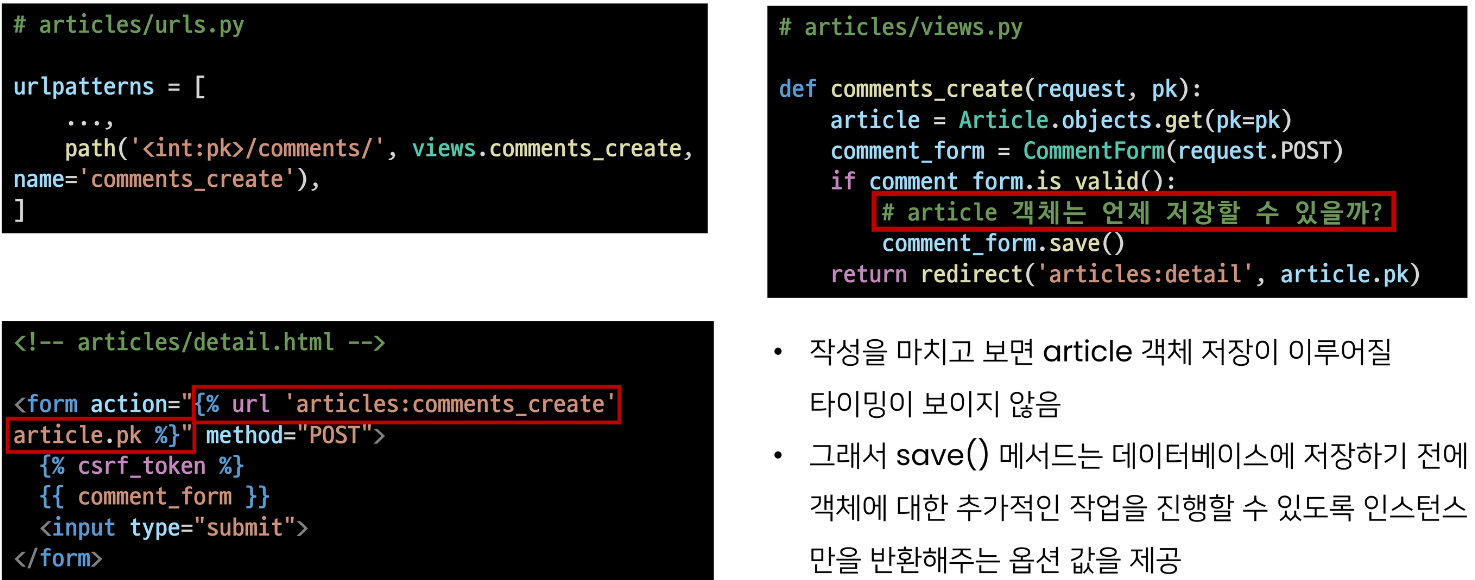 # articles/urls.py
urlpatterns = [
    ...,
    path('<int:pk>/comments/', views.comments_create,
name='comments_create'),
]
# articles/views.py
def comments_create(request, pk):
    article = Article.objects.get(pk=pk)
    comment_form = CommentForm(request.POST)
    if comment_form.is_valid():
        # article 객체는 언제 저장할 수 있을까?
        comment_form.save()
    return redirect('articles:detail', article.pk)
<!-- articles/detail.html -->
<form action="{% url 'articles:comments_create'
article.pk %}" method="POST">
  {% csrf_token %}
  {{ comment_form }}
  <input type="submit">
</form>
• 작성을 마치고 보면 article 객체 저장이 이루어질
타이밍이 보이지 않음
• 그래서 save() 메서드는 데이터베이스에 저장하기 전에
객체에 대한 추가적인 작업을 진행할 수 있도록 인스턴스
만을 반환해주는 옵션 값을 제공